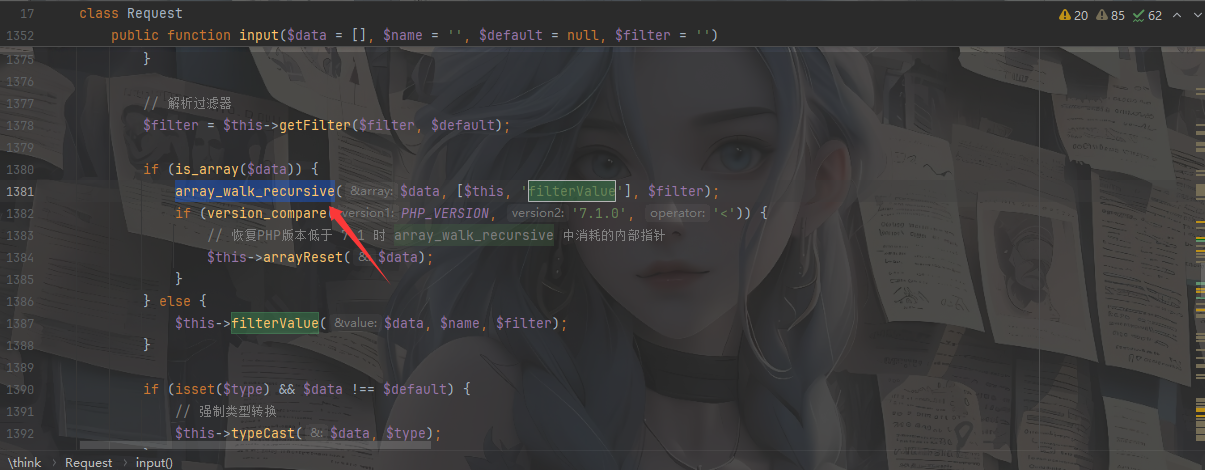 17 class Request
20 85 62
1352 public function input($data = [], $name = '', $default = null, $filter = '')
1375 }
1376
1377 // 解析过滤器
1378 $filter = $this->getFilter($filter, $default);
1379
1380 if (is_array($data)) {
1381 array_walk_recursive( &array: $data, [$this, 'filterValue'], $filter);
1382 if (version_compare( version1: PHP_VERSION, version2: '7.1.0', operator: '<')) {
1383 // 恢复PHP版本低于 7.1 时 array_walk_recursive 中消耗的内部指针
1384 $this->arrayReset( &: $data);
1385 }
1386 } else {
1387 $this->filterValue( &value: $data, $name, $filter);
1388 }
1389
1390 if (isset($type) && $data !== $default) {
1391 // 强制类型转换
1392 $this->typeCast( &: $data, $type);
\think › Request › input()